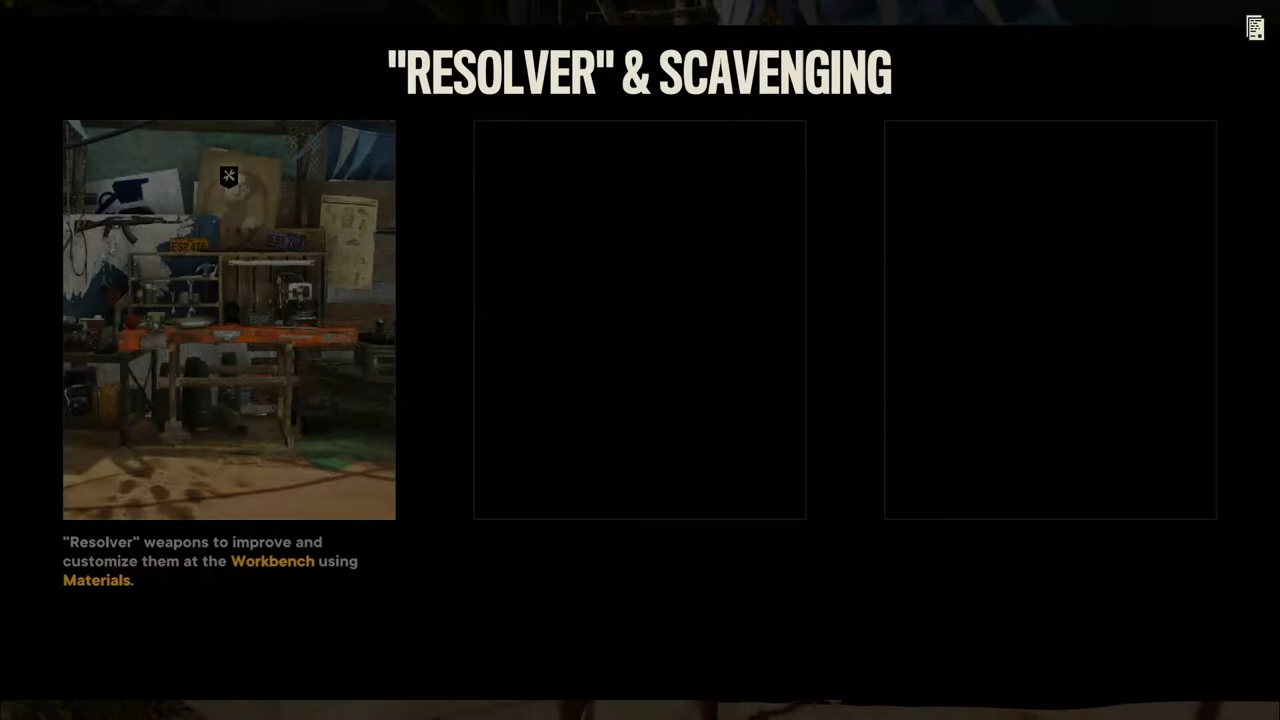 "RESOLVER" & SCAVENGING
"Resolver" weapons to improve and
customize them at the Workbench using
Materials.